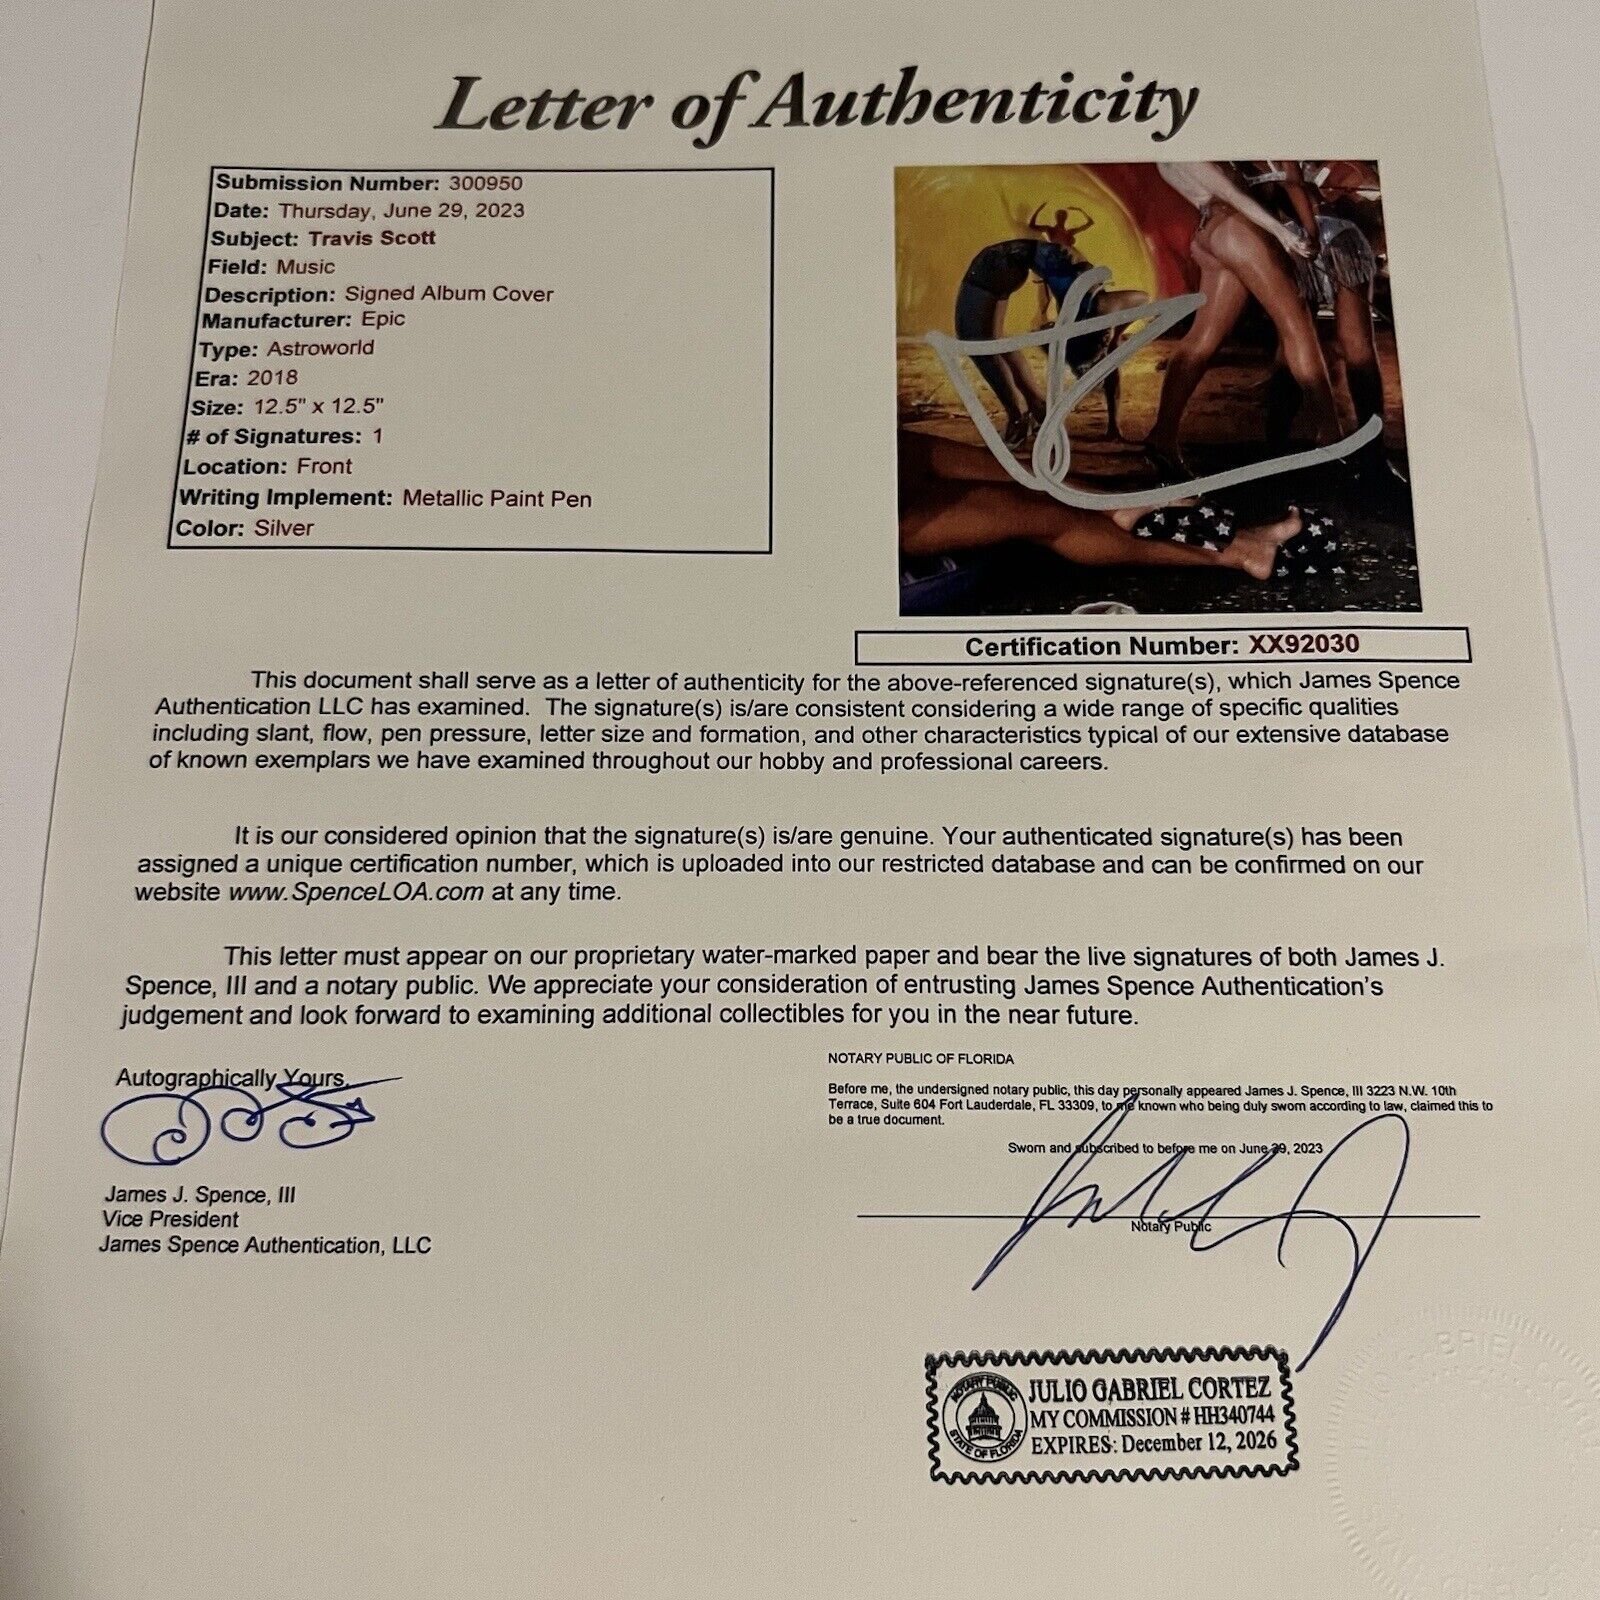 Letter of Authenticity
Submission Number: 300950
Date: Thursday, June 29, 2023
Subject: Travis Scott
Field: Music
Description: Signed Album Cover
Manufacturer: Epic
Type: Astroworld
Era: 2018
Size: 12.5" x 12.5"
# of Signatures: 1
Location: Front
Writing Implement: Metallic Paint Pen
Color: Silver
Certification Number: XX92030
This document shall serve as a letter of authenticity for the above-referenced signature(s), which James Spence
Authentication LLC has examined. The signature(s) is/are consistent considering a wide range of specific qualities
including slant, flow, pen pressure, letter size and formation, and other characteristics typical of our extensive database
of known exemplars we have examined throughout our hobby and professional careers.
It is our considered opinion that the signature(s) is/are genuine. Your authenticated signature(s) has been
assigned a unique certification number, which is uploaded into our restricted database and can be confirmed on our
website www.SpenceLOA.com at any time.
This letter must appear on our proprietary water-marked paper and bear the live signatures of both James J.
Spence, III and a notary public. We appreciate your consideration of entrusting James Spence Authentication's
judgement and look forward to examining additional collectibles for you in the near future.
Autographically Yours,
James J. Spence, III
Vice President
James Spence Authentication, LLC
NOTARY PUBLIC OF FLORIDA
Before me, the undersigned notary public, this day personally appeared James J. Spence, III 3223 N.W. 10th
Terrace, Suite 604 Fort Lauderdale, FL 33309, to me known who being duly sworn according to law, claimed this to
be a true document.
Sworn and subscribed to before me on June 29, 2023
Notary Public
NOTARY PUBLIC
STATE OF FLORIDA
JULIO GABRIEL CORTEZ
MY COMMISSION # HH340744
EXPIRES: December 12, 2026